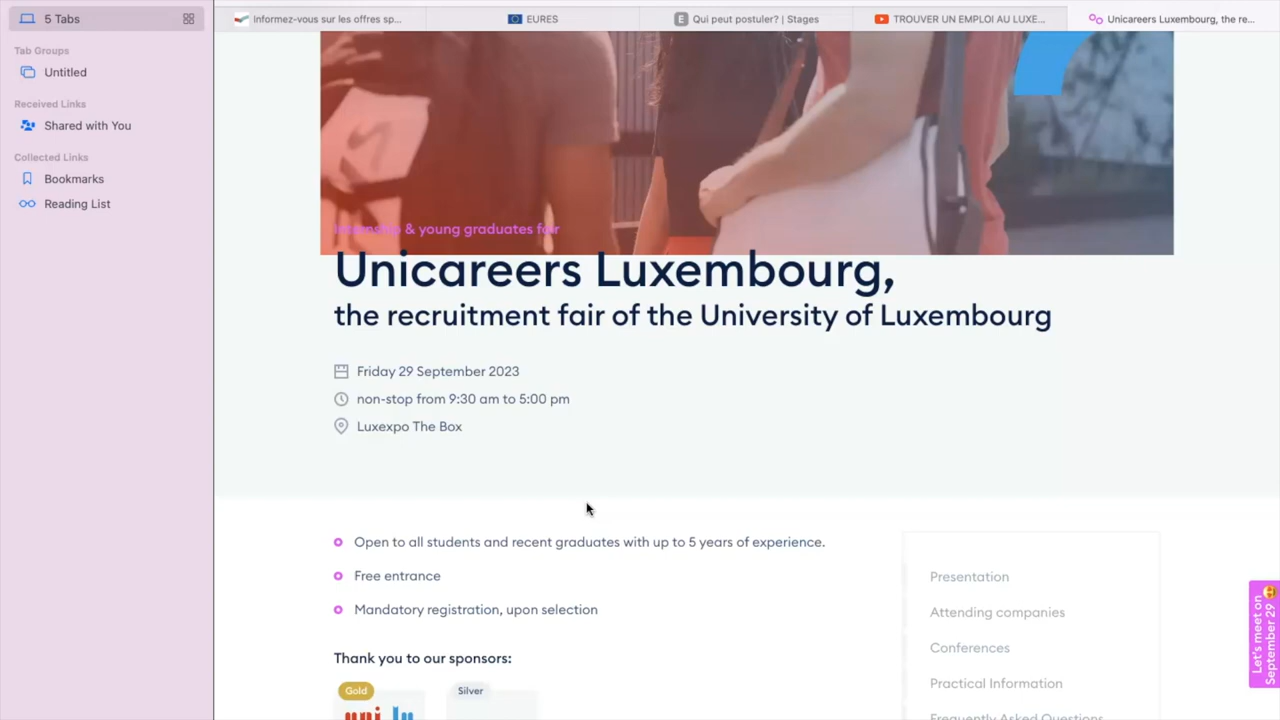 5 Tabs
Tab Groups
Untitled
Received Links
Shared with You
Collected Links
Bookmarks
Reading List
Informez-vous sur les offres sp...
EURES
E Qui peut postuler? | Stages
TROUVER UN EMPLOI AU LUXE...
Unicareers Luxembourg, the re...
Internship & young graduates fair
Unicareers Luxembourg,
the recruitment fair of the University of Luxembourg
Friday 29 September 2023
non-stop from 9:30 am to 5:00 pm
Luxexpo The Box
Open to all students and recent graduates with up to 5 years of experience.
Free entrance
Mandatory registration, upon selection
Thank you to our sponsors:
Gold
Silver
Presentation
Attending companies
Conferences
Practical Information
Frequently Asked Questions
Let's meet on
September 29